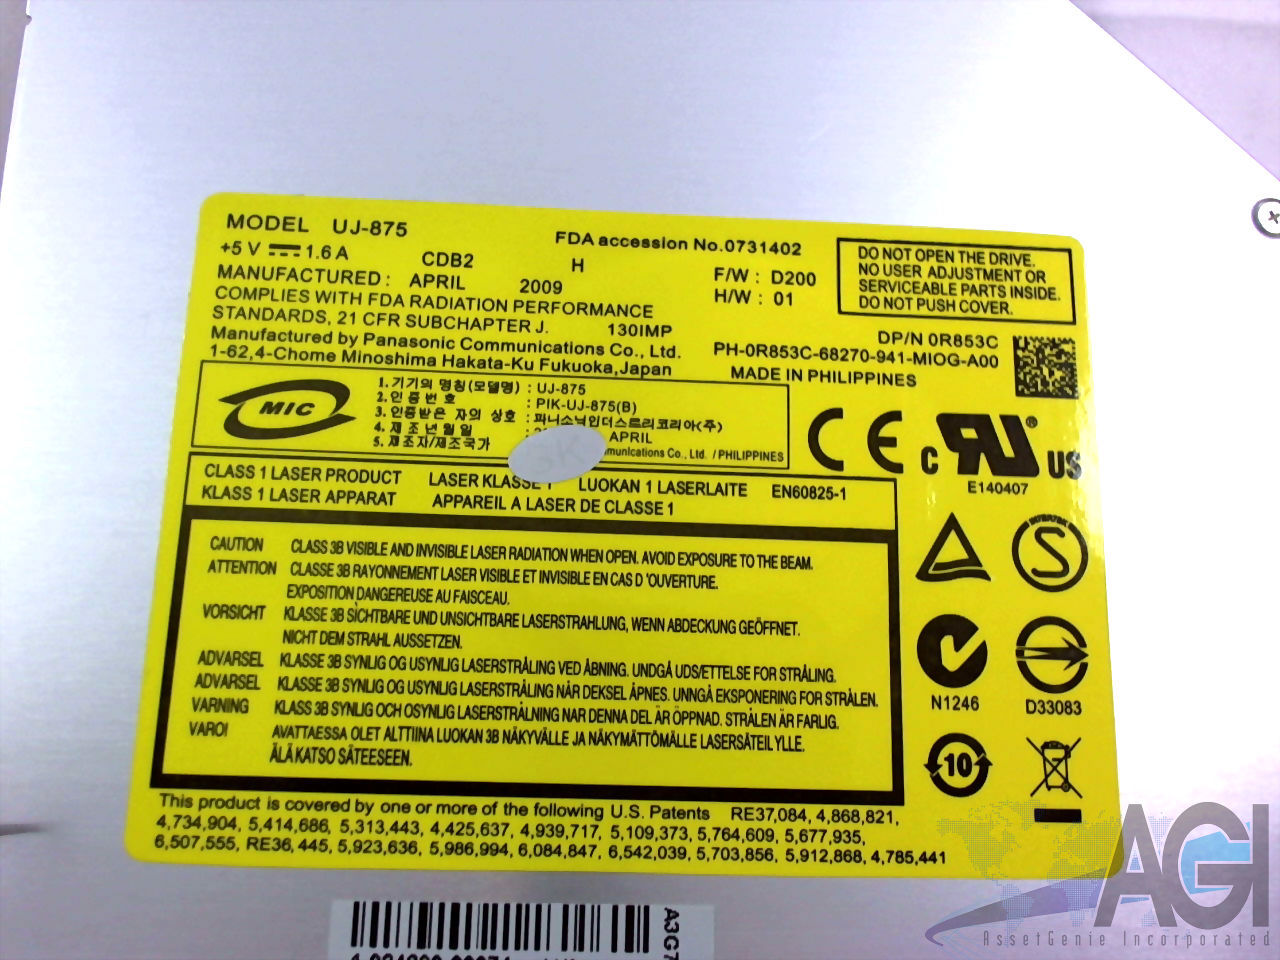 MODEL UJ-875
+5 V 1.6 A CDB2
FDA accession No.0731402
H
MANUFACTURED : APRIL 2009
F/W : D200
H/W : 01
DO NOT OPEN THE DRIVE.
NO USER ADJUSTMENT OR
SERVICEABLE PARTS INSIDE.
DO NOT PUSH COVER.
COMPLIES WITH FDA RADIATION PERFORMANCE
STANDARDS, 21 CFR SUBCHAPTER J. 130IMP
Manufactured by Panasonic Communications Co., Ltd.
1-62,4-Chome Minoshima Hakata-Ku Fukuoka,Japan
DP/N 0R853C
PH-0R853C-68270-941-MIOG-A00
MADE IN PHILIPPINES
MIC
1.기기의 명칭(모델명) : UJ-875
2.인증번호 : PIK-UJ-875(B)
3.인증받은 자의 상호 : 파나소닉인더스트리코리아(주)
4.제조년월일 : APRIL
5.제조자/제조국가 Co., Ltd. / PHILIPPINES
CE
c UR ® US
E140407
CLASS 1 LASER PRODUCT LASER KLASSE 1 LUOKAN 1 LASERLAITE EN60825-1
KLASS 1 LASER APPARAT APPAREIL A LASER DE CLASSE 1
CAUTION CLASS 3B VISIBLE AND INVISIBLE LASER RADIATION WHEN OPEN. AVOID EXPOSURE TO THE BEAM.
ATTENTION CLASSE 3B RAYONNEMENT LASER VISIBLE ET INVISIBLE EN CAS D 'OUVERTURE.
EXPOSITION DANGEREUSE AU FAISCEAU.
VORSICHT KLASSE 3B SICHTBARE UND UNSICHTBARE LASERSTRAHLUNG, WENN ABDECKUNG GEÖFFNET.
NICHT DEM STRAHL AUSSETZEN.
ADVARSEL KLASSE 3B SYNLIG OG USYNLIG LASERSTRÅLING VED ÅBNING. UNDGÅ UDSÆTTELSE FOR STRÅLING.
ADVARSEL KLASSE 3B SYNLIG OG USYNLIG LASERSTRÅLING NÅR DEKSEL ÅPNES. UNNGÅ EKSPONERING FOR STRÅLEN.
VARNING KLASS 3B SYNLIG OCH OSYNLIG LASERSTRÅLNING NAR DENNA DEL ÄR ÖPPNAD. STRÅLEN ÄR FARLIG.
VARO! AVATTAESSA OLET ALTTIINA LUOKAN 3B NÄKYVÄLLE JA NÄKYMÄTTÖMÄLLE LASERSÄTEILYLLE.
ÄLÄ KATSO SÄTEESEEN.
S
N1246
D33083
10
This product is covered by one or more of the following U.S. Patents RE37,084, 4,868,821,
4,734,904, 5,414,686, 5,313,443, 4,425,637, 4,939,717, 5,109,373, 5,764,609, 5,677,935,
6,507,555, RE36,445, 5,923,636, 5,986,994, 6,084,847, 6,542,039, 5,703,856, 5,912,868, 4,785,441
AGI
AssetGenie Incorporated